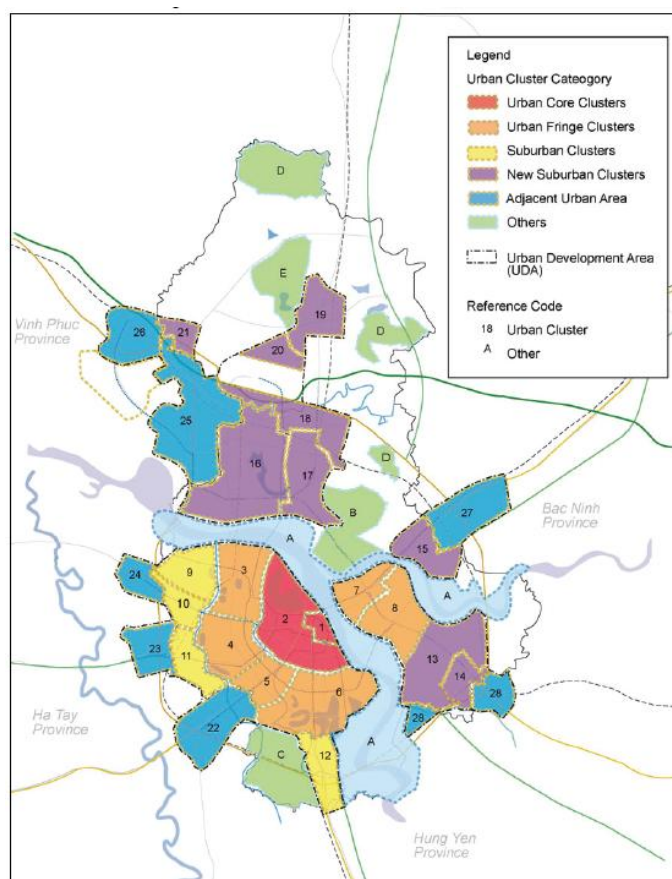 Legend
Urban Cluster Cateogory
Urban Core Clusters
Urban Fringe Clusters
Suburban Clusters
New Suburban Clusters
Adjacent Urban Area
Others
Urban Development Area
(UDA)
Reference Code
18 Urban Cluster
A Other
D
E
19
D
Vinh Phuc
Province
26
21
20
18
25
16
17
D
B
27
Bac Ninh
Province
15
A
A
24
9
3
7
10
2
1
8
23
11
4
13
5
14
6
28
22
28
Ha Tay
Province
C
12
A
Hung Yen
Province